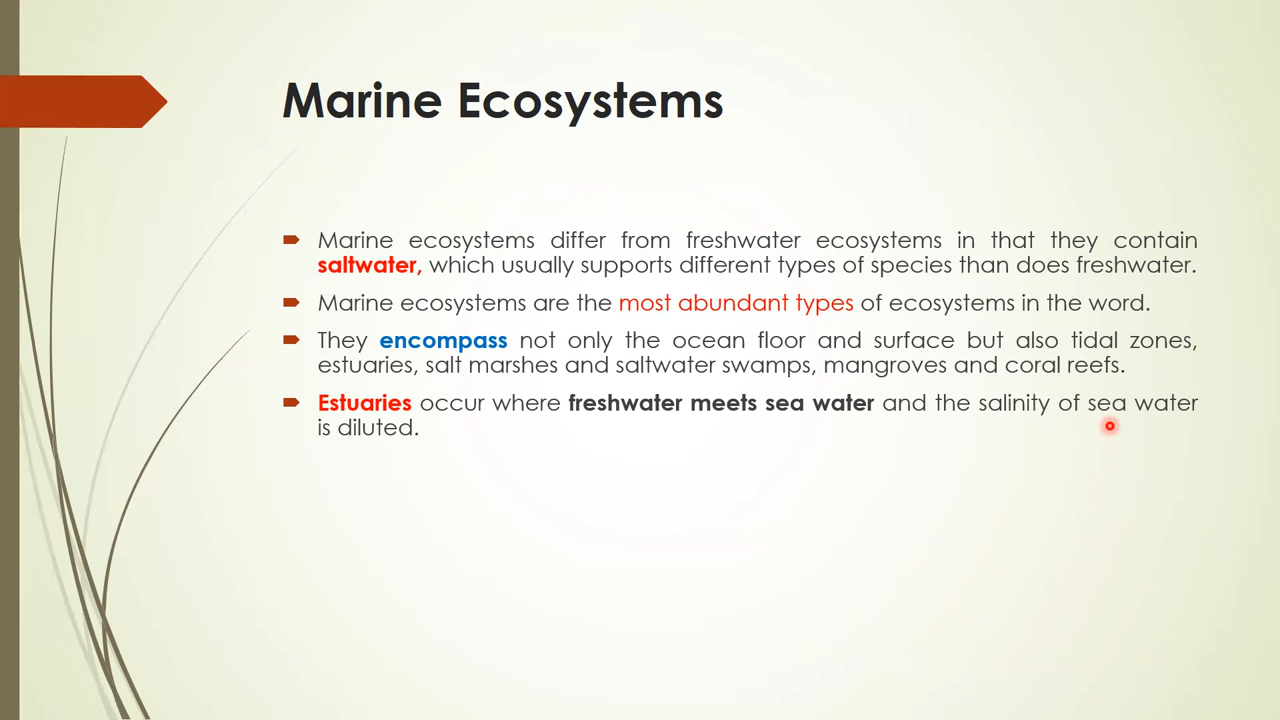 Marine Ecosystems
Marine ecosystems differ from freshwater ecosystems in that they contain
saltwater, which usually supports different types of species than does freshwater.
Marine ecosystems are the most abundant types of ecosystems in the word.
They encompass not only the ocean floor and surface but also tidal zones,
estuaries, salt marshes and saltwater swamps, mangroves and coral reefs.
Estuaries occur where freshwater meets sea water and the salinity of sea water
is diluted.